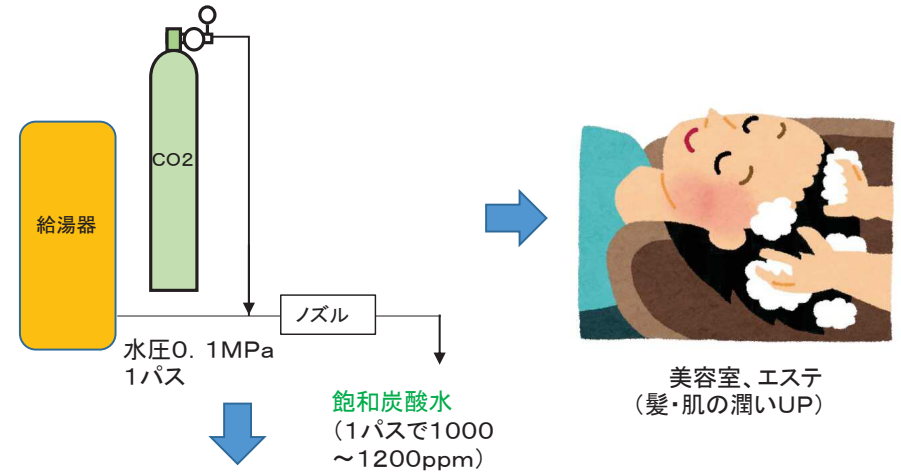 CO2
給湯器
ノズル
水圧0．1MPa
1パス
飽和炭酸水
（1パスで1000
～1200ppm）
美容室、エステ
（髪・肌の潤いUP）